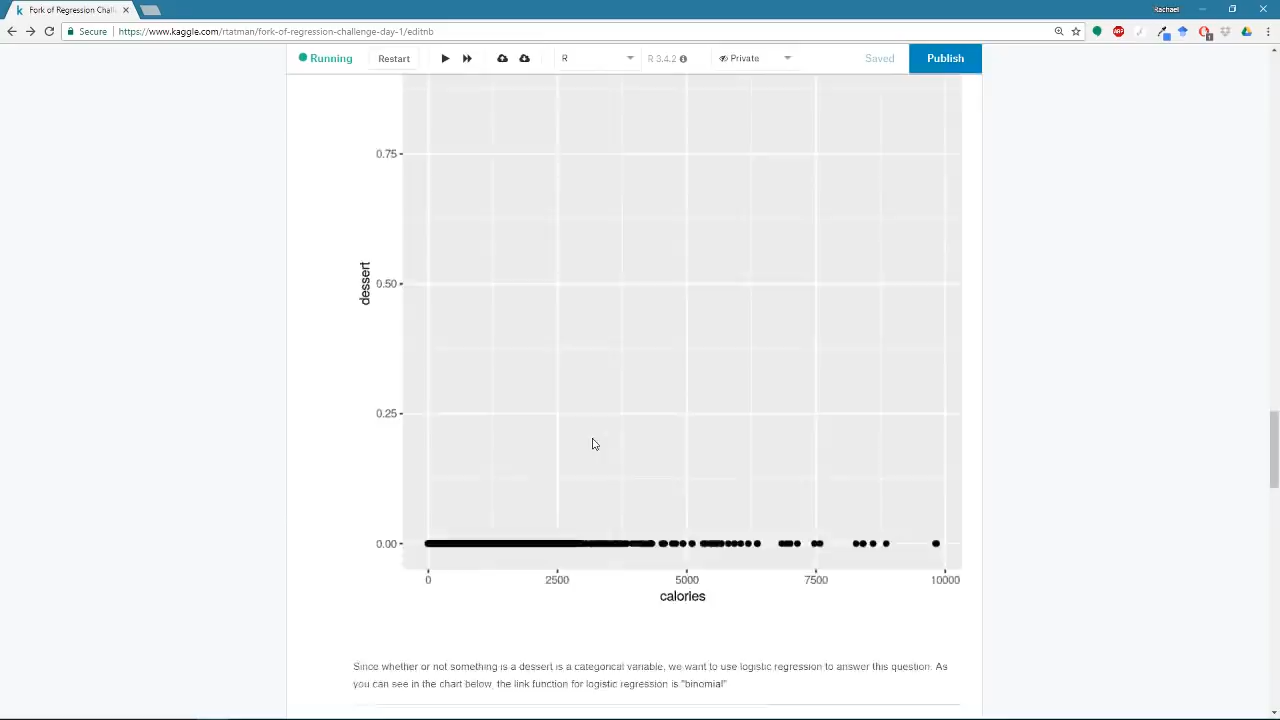 Fork of Regression Chall
Rachael
Secure https://www.kaggle.com/rtatman/fork-of-regression-challenge-day-1/editnb
Running Restart R R 3.4.2 Private Saved Publish
0.75
0.50
0.25
0.00
dessert
0 2500 5000 7500 10000
calories
Since whether or not something is a dessert is a categorical variable, we want to use logistic regression to answer this question. As
you can see in the chart below, the link function for logistic regression is "binomial"